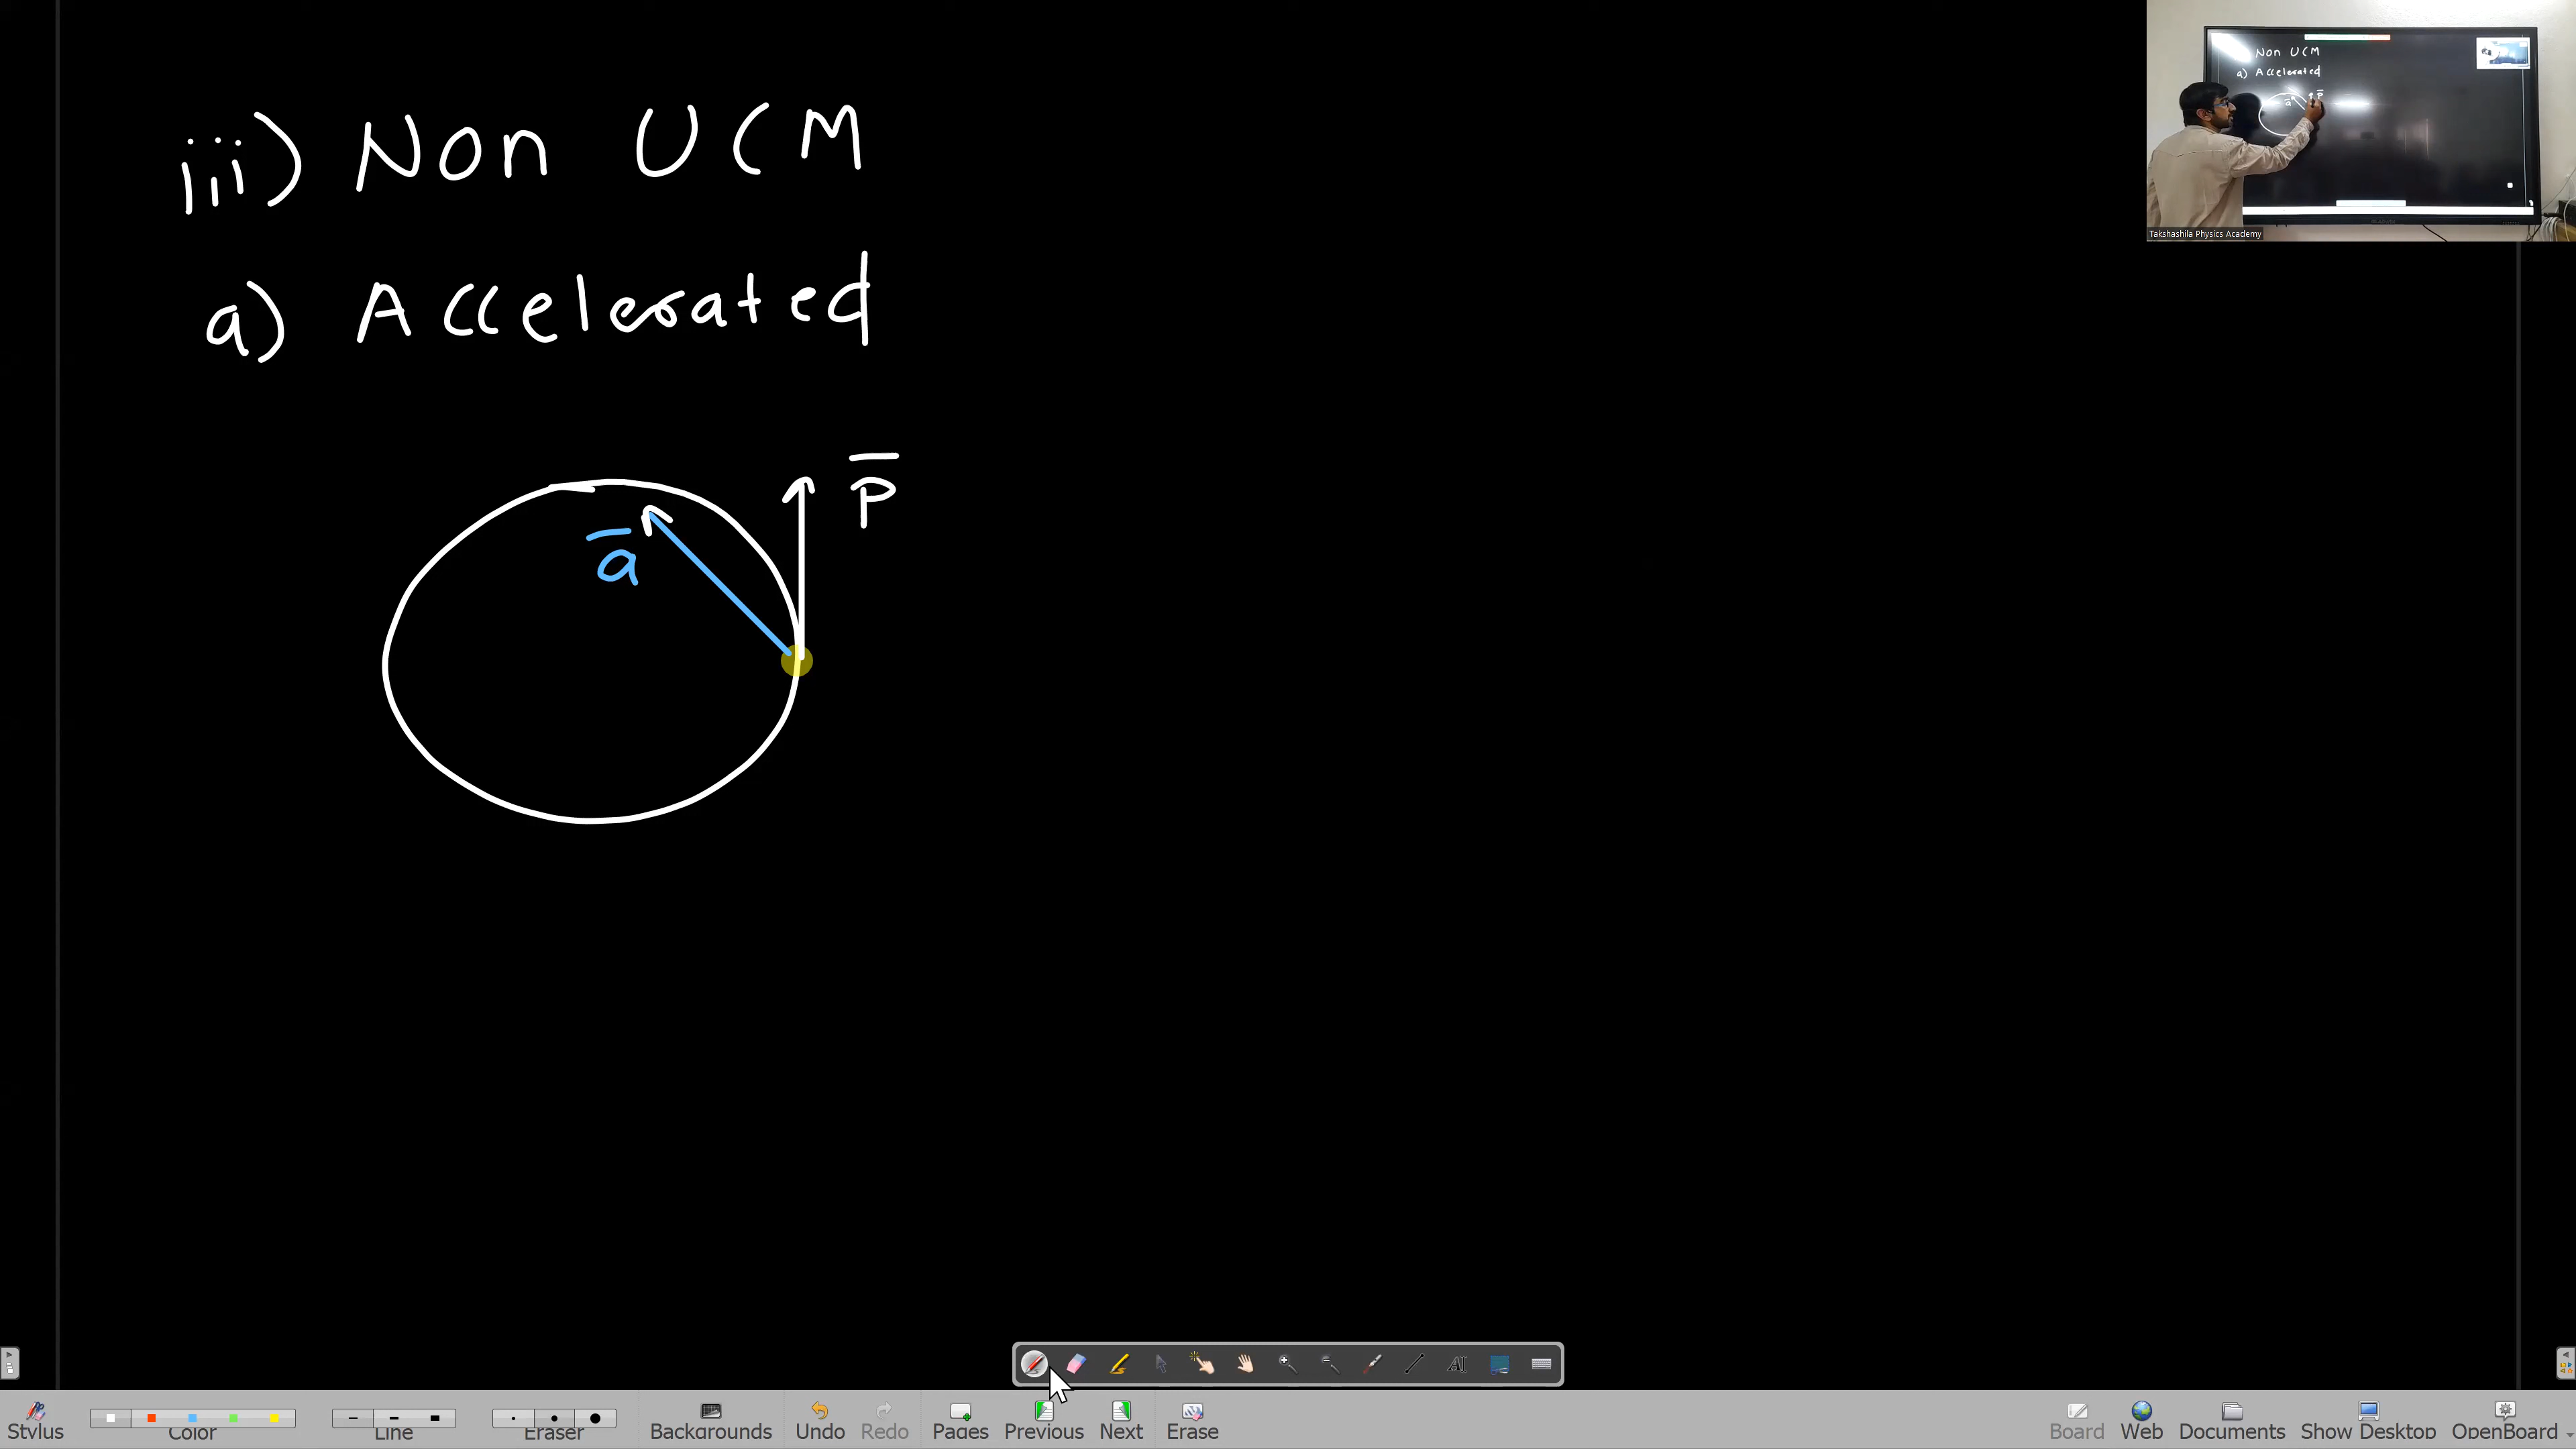 iii) Non UCM
a) Accelerated
P̅
a̅
Non UCM
a) Accelerated
a̅ P̅
Takshashila Physics Academy
Stylus Color Line Eraser Backgrounds Undo Redo Pages Previous Next Erase Board Web Documents Show Desktop OpenBoard